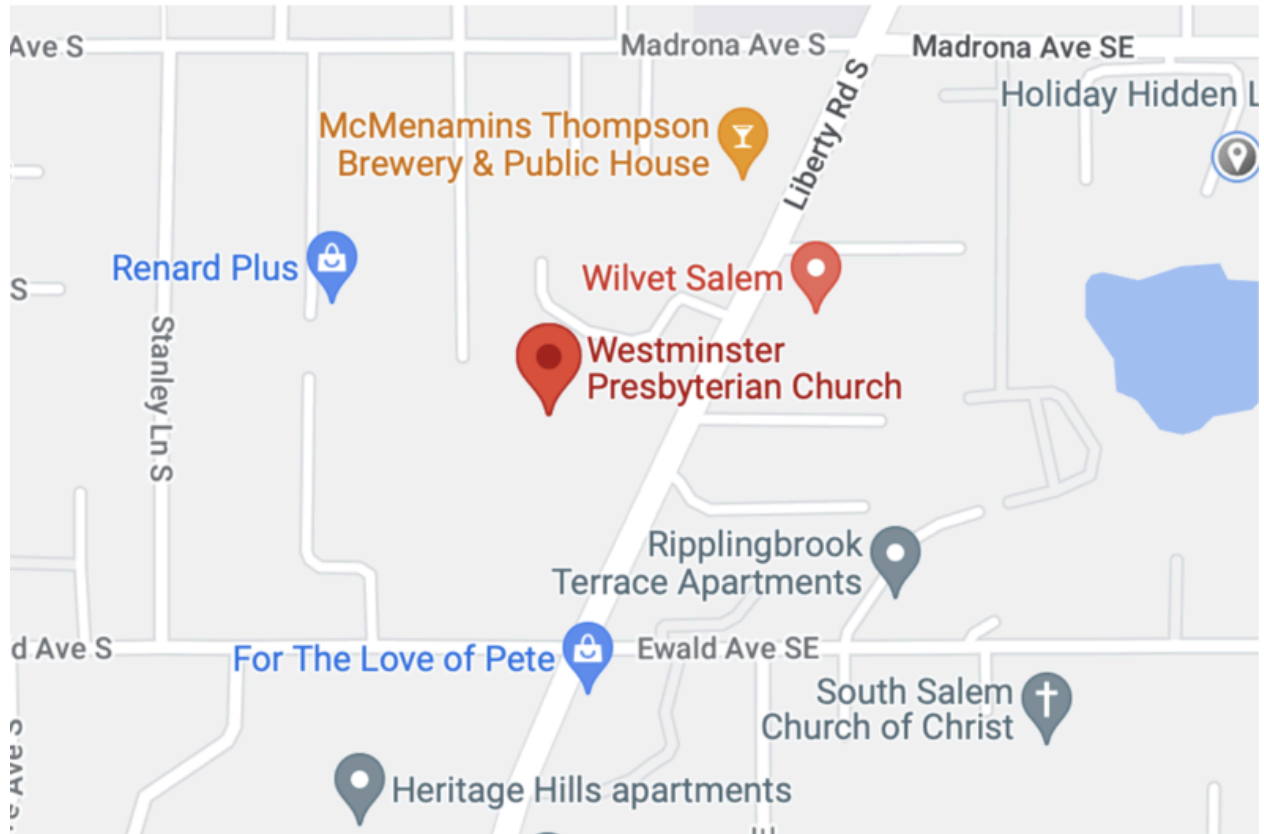 Ave S
Madrona Ave S
Madrona Ave SE
Holiday Hidden L
McMenamins Thompson
Brewery & Public House
Liberty Rd S
Renard Plus
Wilvet Salem
S
Stanley Ln S
Westminster
Presbyterian Church
Ripplingbrook
Terrace Apartments
d Ave S
For The Love of Pete
Ewald Ave SE
South Salem
Church of Christ
e Ave S
Heritage Hills apartments